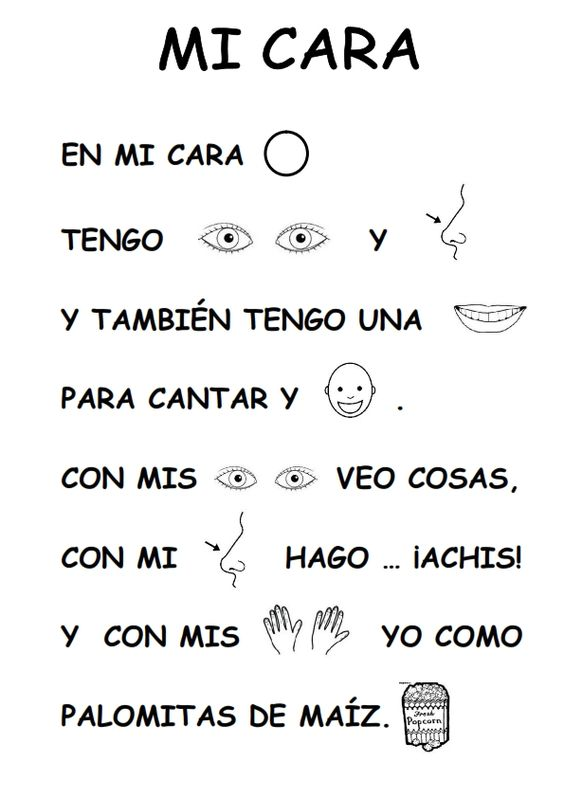 MI CARA
EN MI CARA
TENGO Y
Y TAMBIÉN TENGO UNA
PARA CANTAR Y .
CON MIS VEO COSAS,
CON MI HAGO ... ¡ACHIS!
Y CON MIS YO COMO
PALOMITAS DE MAÍZ.
Fresh
Popcorn